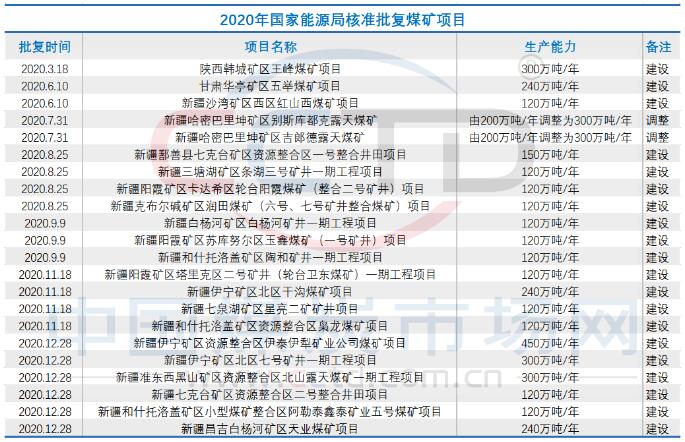 2020年国家能源局核准批复煤矿项目
批复时间 项目名称 生产能力 备注
2020.3.18 陕西韩城矿区王峰煤矿项目 300万吨/年 建设
2020.6.10 甘肃华亭矿区五举煤矿项目 240万吨/年 建设
2020.6.10 新疆沙湾矿区西区红山西煤矿项目 120万吨/年 建设
2020.7.31 新疆哈密巴里坤矿区别斯库都克露天煤矿 由200万吨/年调整为300万吨/年 调整
2020.7.31 新疆哈密巴里坤矿区吉郎德露天煤矿 由200万吨/年调整为300万吨/年 调整
2020.8.25 新疆鄯善县七克台矿区资源整合区一号整合井田项目 150万吨/年 建设
2020.8.25 新疆三塘湖矿区条湖三号矿井一期工程项目 120万吨/年 建设
2020.8.25 新疆阳霞矿区卡达希区轮台阳霞煤矿（整合二号矿井）项目 120万吨/年 建设
2020.8.25 新疆克布尔碱矿区润田煤矿（六号、七号矿井整合煤矿）项目 120万吨/年 建设
2020.9.9 新疆白杨河矿区白杨河矿井一期工程项目 120万吨/年 建设
2020.9.9 新疆阳霞矿区苏库努尔区玉鑫煤矿（一号矿井）项目 120万吨/年 建设
2020.9.9 新疆和什托洛盖矿区陶和矿井一期项目 120万吨/年 建设
2020.11.18 新疆阳霞矿区塔里克区二号矿井（轮台卫东煤矿）一期工程项目 120万吨/年 建设
2020.11.18 新疆伊宁矿区北区干沟煤矿项目 240万吨/年 建设
2020.11.18 新疆七泉湖矿区星亮二矿矿井项目 120万吨/年 建设
2020.11.18 新疆和什托洛盖矿区资源整合区枭龙煤矿项目 120万吨/年 建设
2020.12.28 新疆伊宁矿区资源整合区伊泰伊犁矿业公司煤矿项目 450万吨/年 建设
2020.12.28 新疆伊宁矿区北区七号矿井一期工程项目 300万吨/年 建设
2020.12.28 新疆准东西黑山矿区资源整合区北山露天煤矿一期工程项目 300万吨/年 建设
2020.12.28 新疆七克台矿区资源整合区二号整合井田项目 120万吨/年 建设
2020.12.28 新疆和什托洛盖矿区小型煤矿整合区阿勒泰鑫泰矿业五号煤矿项目 120万吨/年 建设
2020.12.28 新疆昌吉白杨河矿区天业煤矿项目 240万吨/年 建设